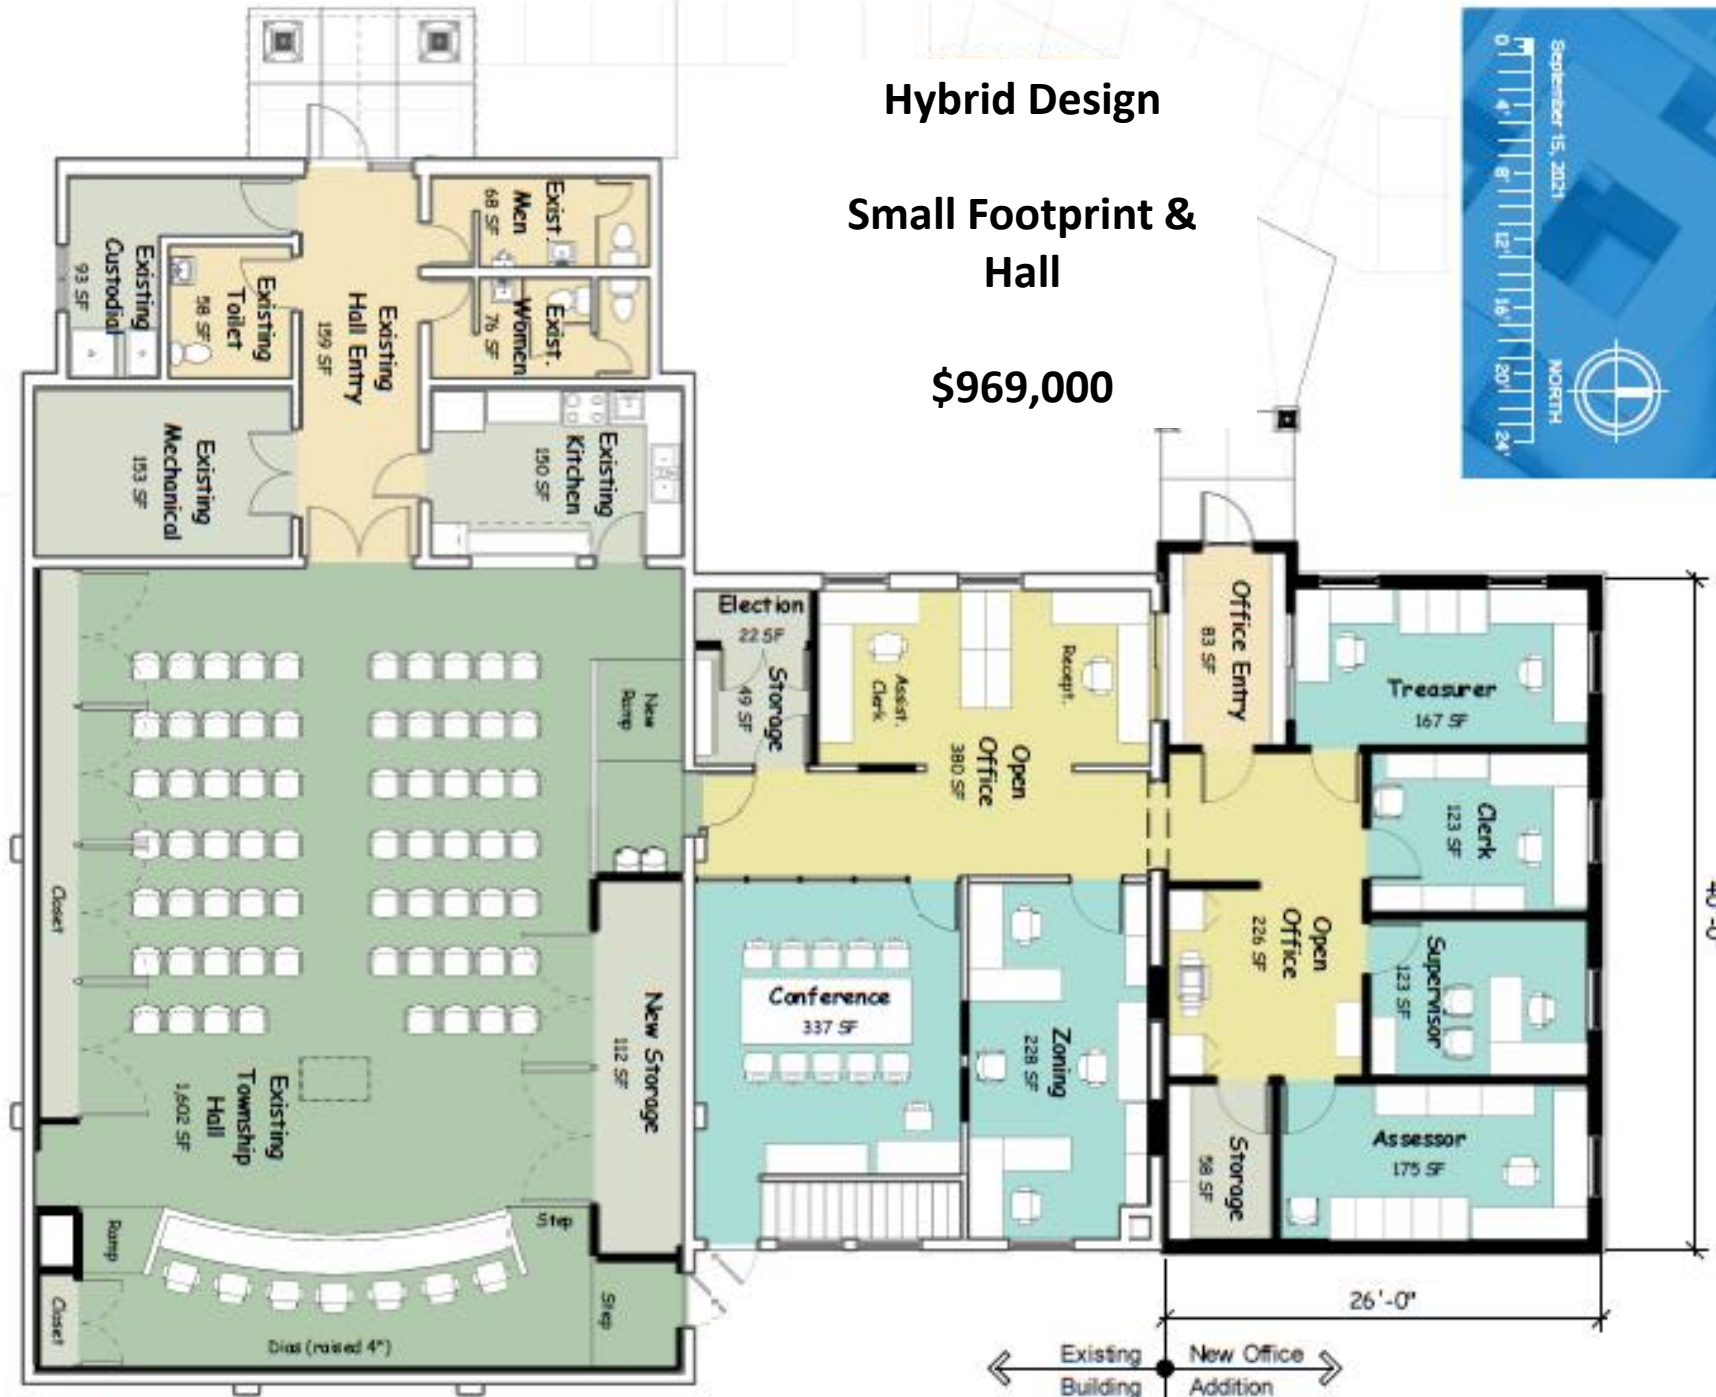 Hybrid Design
Small Footprint &
Hall
$969,000
September 15, 2021
0
4'
8'
12'
16'
20'
24'
NORTH
Existing
Custodial
93 SF
Existing
Toilet
58 SF
Existing
Hall Entry
159 SF
Exist.
Men
68 SF
Exist.
Women
76 SF
Existing
Mechanical
153 SF
Existing
Kitchen
150 SF
Closet
New
Ramp
Existing
Township
Hall
1,602 SF
New Storage
112 SF
Ramp
Step
Closet
Step
Dias (raised 4")
Election
22 SF
Storage
49 SF
Assist.
Clerk
Recept.
Open
Office
380 SF
Conference
337 SF
Zoning
228 SF
Office Entry
83 SF
Treasurer
167 SF
Clerk
123 SF
Open
Office
226 SF
Supervisor
123 SF
Storage
58 SF
Assessor
175 SF
40'-0"
26'-0"
Existing
Building
New Office
Addition